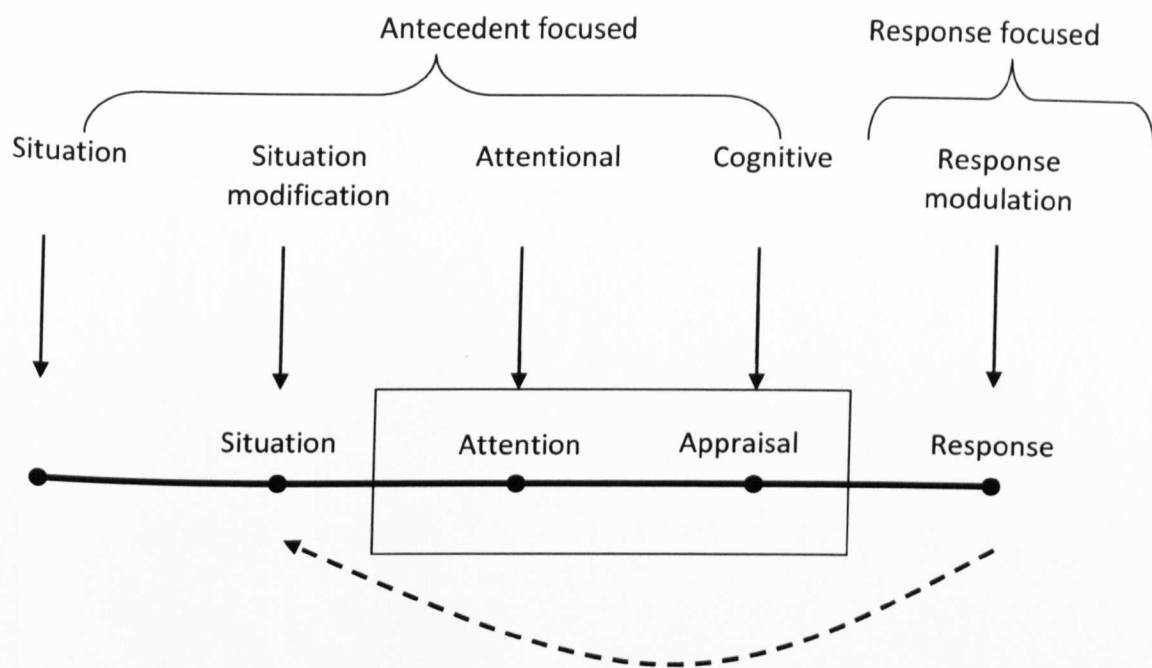 Antecedent focused
Response focused
Situation
Situation
modification
Attentional
Cognitive
Response
modulation
Situation
Attention
Appraisal
Response